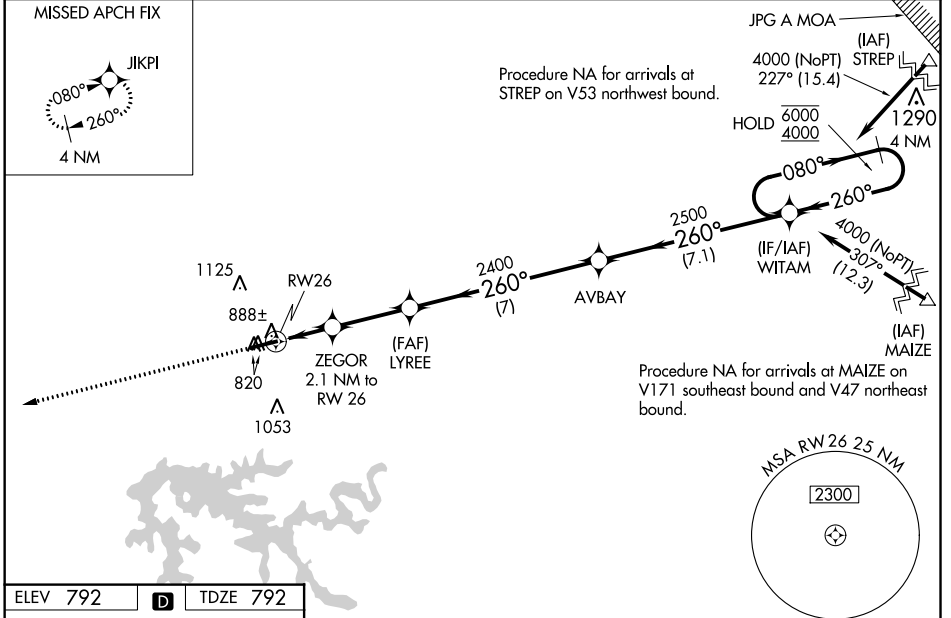 MISSED APCH FIX
JIKPI
080°
260°
4 NM
JPG A MOA
(IAF)
STREP
4000 (NoPT)
227° (15.4)
Procedure NA for arrivals at
STREP on V53 northwest bound.
HOLD 6000
4000
1290
4 NM
080°
260°
2500
260°
(7.1)
(IF/IAF)
WITAM
4000 (NoPT)
307°
(12.3)
(IAF)
MAIZE
2400
260°
(7)
AVBAY
1125
RW26
888±
(FAF)
LYREE
ZEGOR
2.1 NM to
RW 26
820
1053
Procedure NA for arrivals at MAIZE on
V171 southeast bound and V47 northeast
bound.
MSA RW 26 25 NM
2300
ELEV 792 D TDZE 792